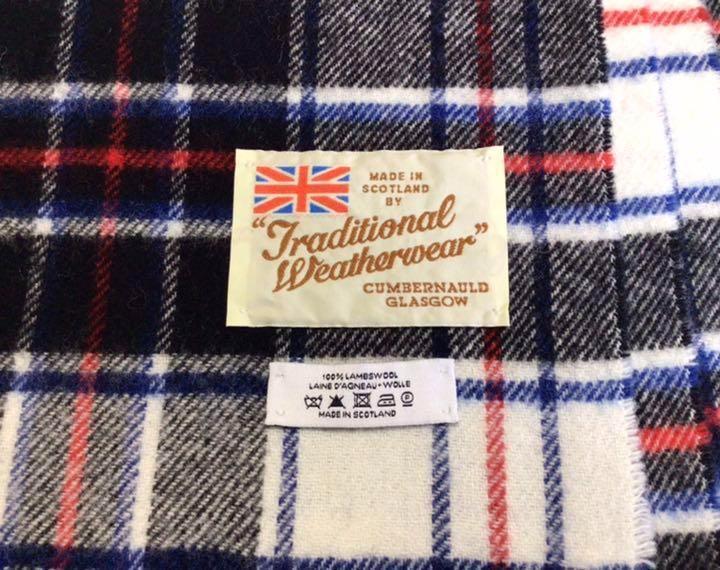 MADE IN
SCOTLAND
BY
"Traditional
Weatherwear"
CUMBERNAULD
GLASGOW
100% LAMBSWOOL
LAINE D'AGNEAU - WOLLE
MADE IN SCOTLAND